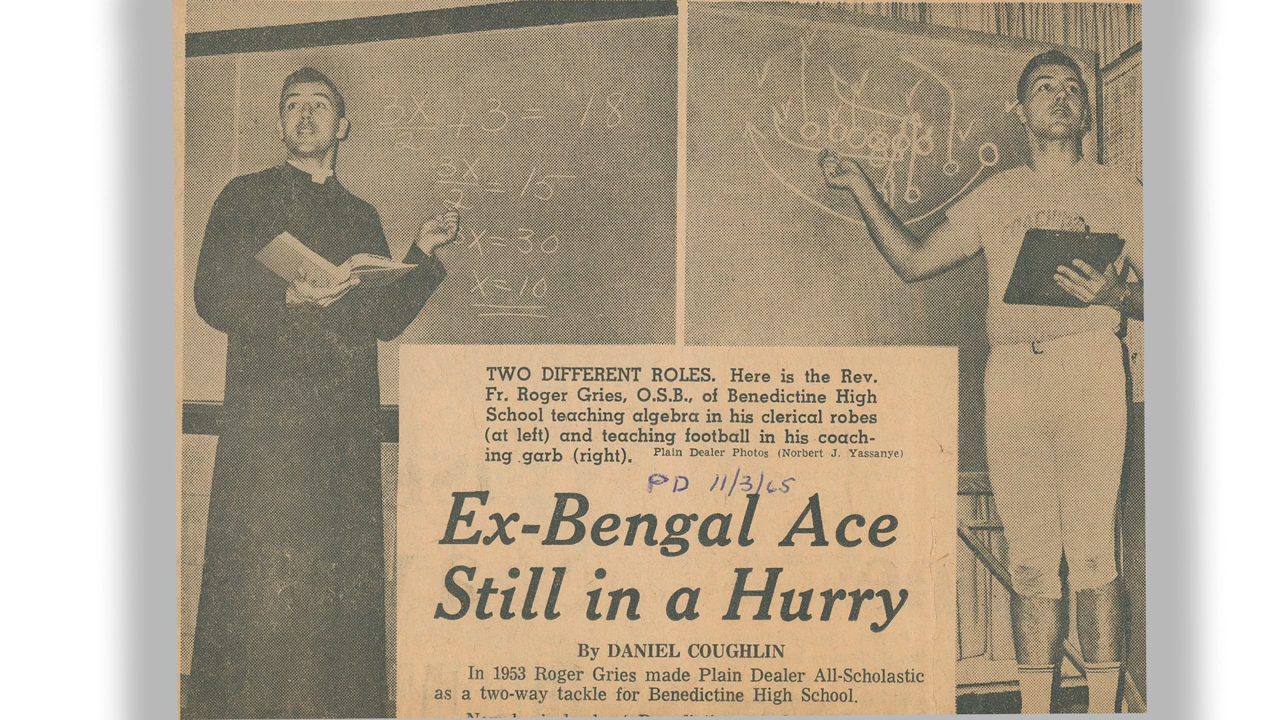 3x/2 + 3 = 18
3x/2 = 15
x = 30
x = 10
COACHING
TWO DIFFERENT ROLES. Here is the Rev.
Fr. Roger Gries, O.S.B., of Benedictine High
School teaching algebra in his clerical robes
(at left) and teaching football in his coach-
ing garb (right). Plain Dealer Photos (Norbert J. Yassanye)
PD 11/3/65
Ex-Bengal Ace
Still in a Hurry
By DANIEL COUGHLIN
In 1953 Roger Gries made Plain Dealer All-Scholastic
as a two-way tackle for Benedictine High School.